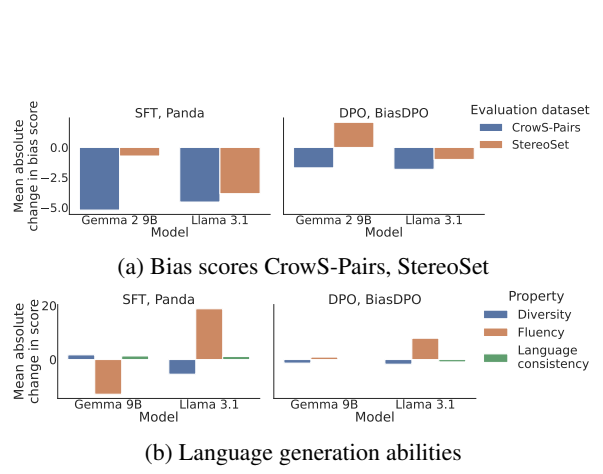 SFT, Panda
DPO, BiasDPO
Evaluation dataset
CrowS-Pairs
StereoSet
Mean absolute
change in bias score
0.0
−2.5
−5.0
Gemma 2 9B
Llama 3.1
Gemma 2 9B
Llama 3.1
Model
Model
(a) Bias scores CrowS-Pairs, StereoSet
SFT, Panda
DPO, BiasDPO
Property
Diversity
Fluency
Language
consistency
Mean absolute
change in score
20
0
Gemma 9B
Llama 3.1
Gemma 9B
Llama 3.1
Model
Model
(b) Language generation abilities